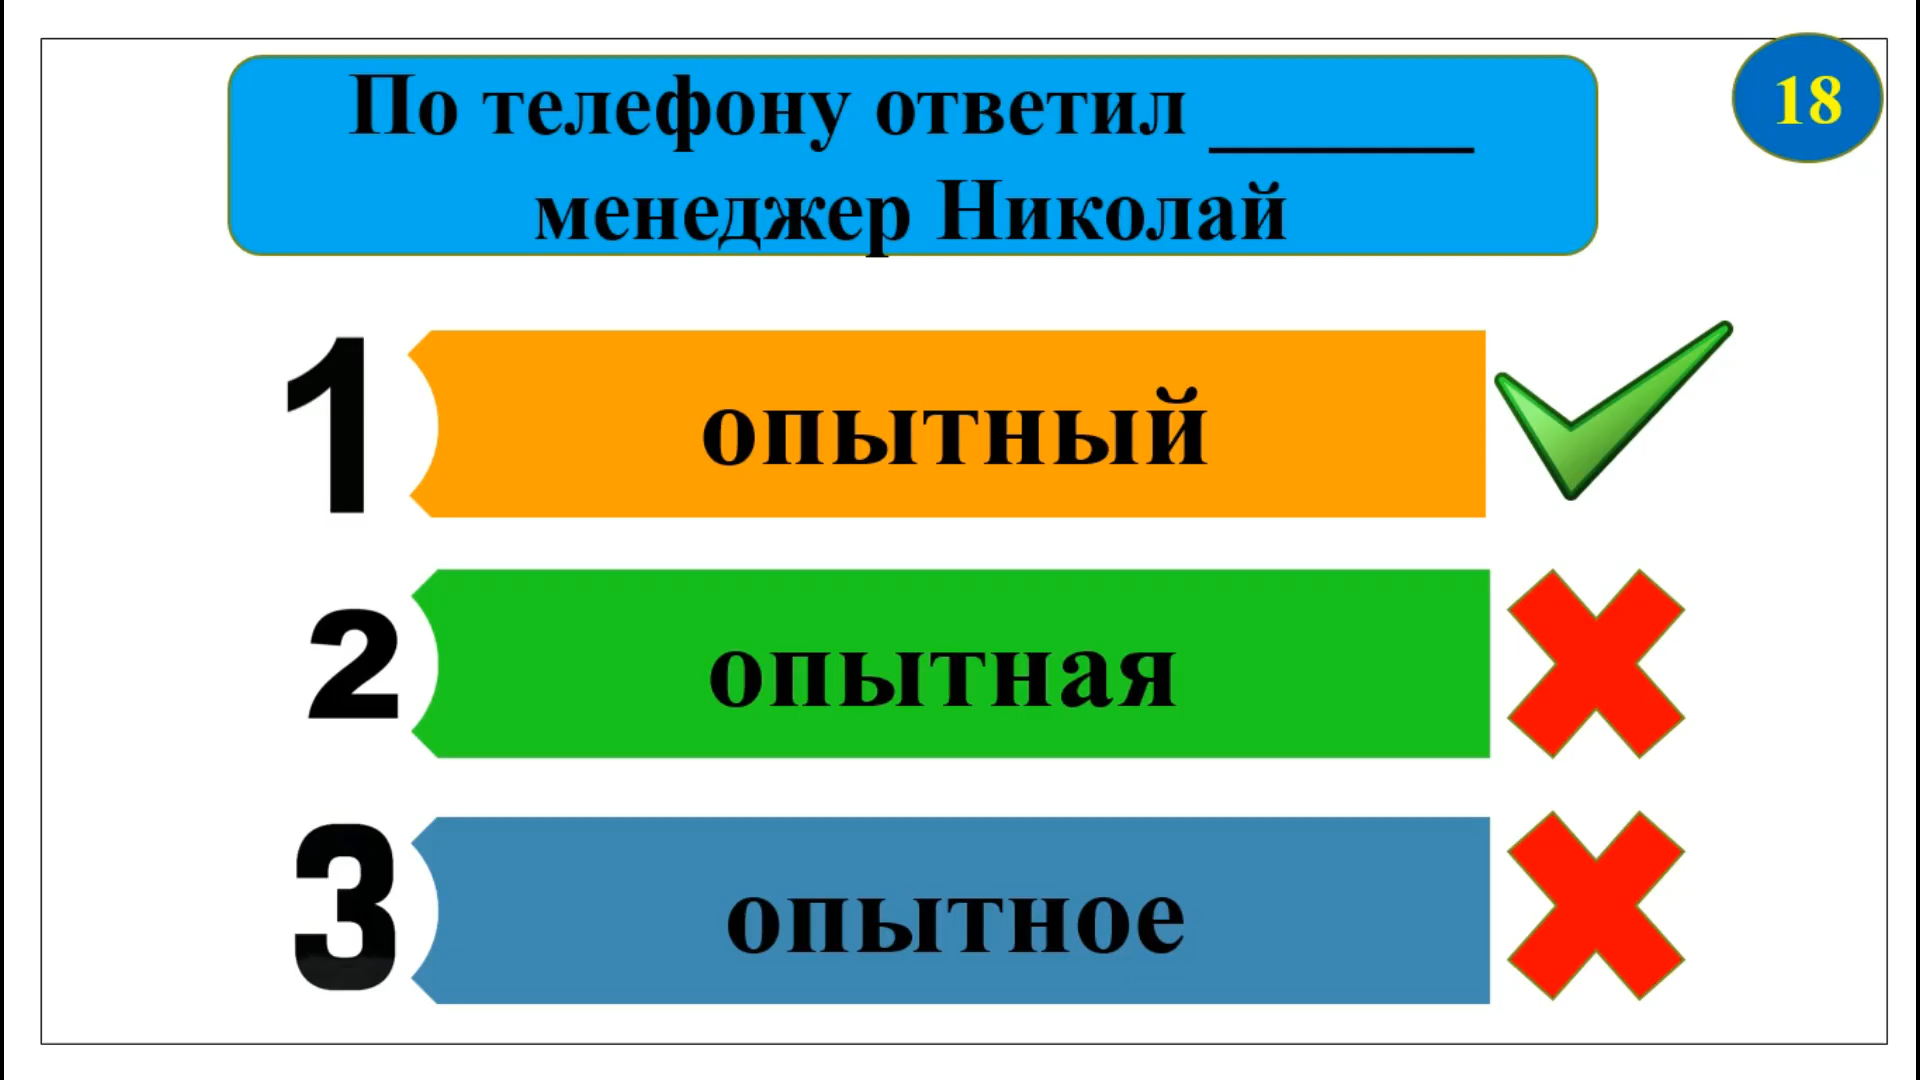 По телефону ответил ______
менеджер Николай
18
1
опытный
2
опытная
3
опытное